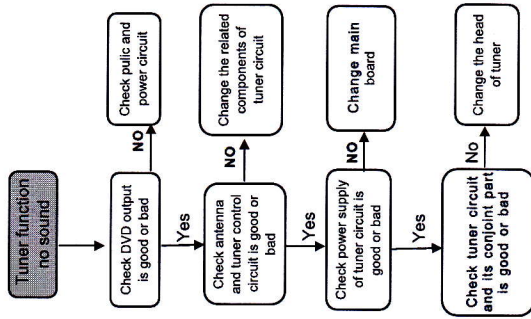 Tuner function
no sound
Check DVD output
is good or bad
NO
Check pulic and
power circuit
Yes
Check antenna
and tuner control
circuit is good or
bad
NO
Change the related
components of
tuner circuit
Yes
Check power supply
of tuner circuit is
good or bad
NO
Change main
board
Yes
Check tuner circuit
and its conjoint part
is good or bad
No
Change the head
of tuner